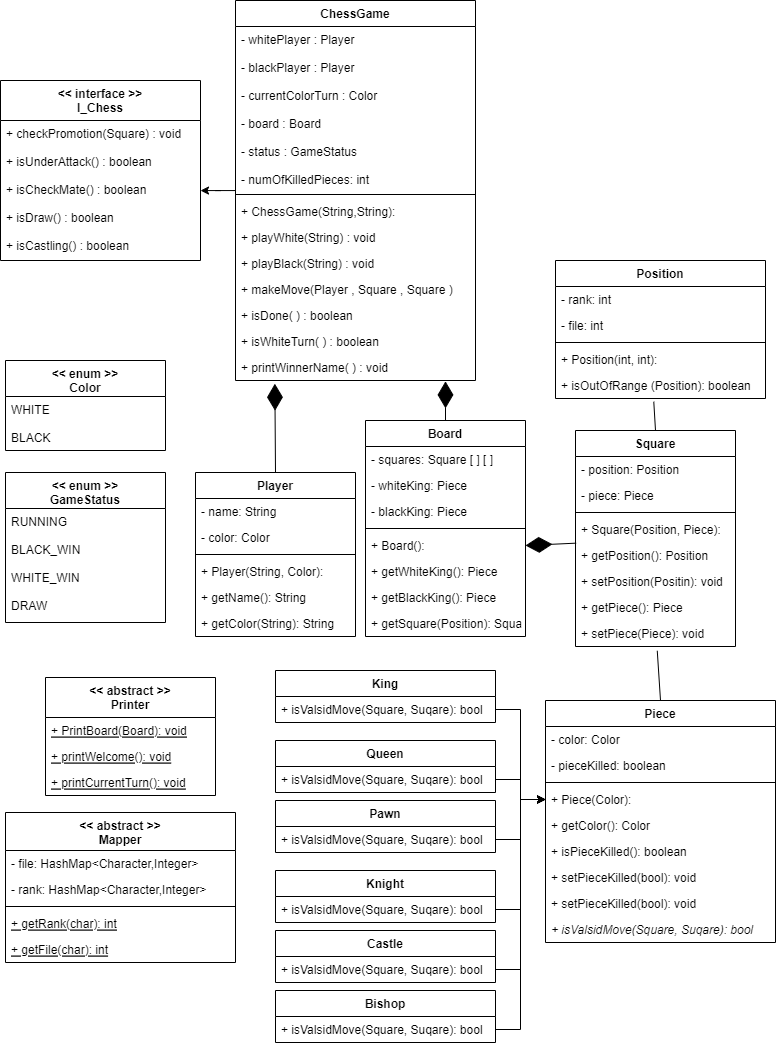 ChessGame
- whitePlayer : Player
- blackPlayer : Player
- currentColorTurn : Color
- board : Board
- status : GameStatus
- numOfKilledPieces: int
+ ChessGame(String,String):
+ playWhite(String) : void
+ playBlack(String) : void
+ makeMove(Player , Square , Square )
+ isDone( ) : boolean
+ isWhiteTurn( ) : boolean
+ printWinnerName( ) : void
<< interface >>
I_Chess
+ checkPromotion(Square) : void
+ isUnderAttack() : boolean
+ isCheckMate() : boolean
+ isDraw() : boolean
+ isCastling() : boolean
Position
- rank: int
- file: int
+ Position(int, int):
+ isOutOfRange (Position): boolean
<< enum >>
Color
WHITE
BLACK
<< enum >>
GameStatus
RUNNING
BLACK_WIN
WHITE_WIN
DRAW
Player
- name: String
- color: Color
+ Player(String, Color):
+ getName(): String
+ getColor(String): String
Board
- squares: Square [ ] [ ]
- whiteKing: Piece
- blackKing: Piece
+ Board():
+ getWhiteKing(): Piece
+ getBlackKing(): Piece
+ getSquare(Position): Squa
Square
- position: Position
- piece: Piece
+ Square(Position, Piece):
+ getPosition(): Position
+ setPosition(Positin): void
+ getPiece(): Piece
+ setPiece(Piece): void
<< abstract >>
Printer
+ PrintBoard(Board): void
+ printWelcome(): void
+ printCurrentTurn(): void
<< abstract >>
Mapper
- file: HashMap<Character,Integer>
- rank: HashMap<Character,Integer>
+ getRank(char): int
+ getFile(char): int
King
+ isValsidMove(Square, Suqare): bool
Queen
+ isValsidMove(Square, Suqare): bool
Pawn
+ isValsidMove(Square, Suqare): bool
Knight
+ isValsidMove(Square, Suqare): bool
Castle
+ isValsidMove(Square, Suqare): bool
Bishop
+ isValsidMove(Square, Suqare): bool
Piece
- color: Color
- pieceKilled: boolean
+ Piece(Color):
+ getColor(): Color
+ isPieceKilled(): boolean
+ setPieceKilled(bool): void
+ setPieceKilled(bool): void
+ isValsidMove(Square, Suqare): bool